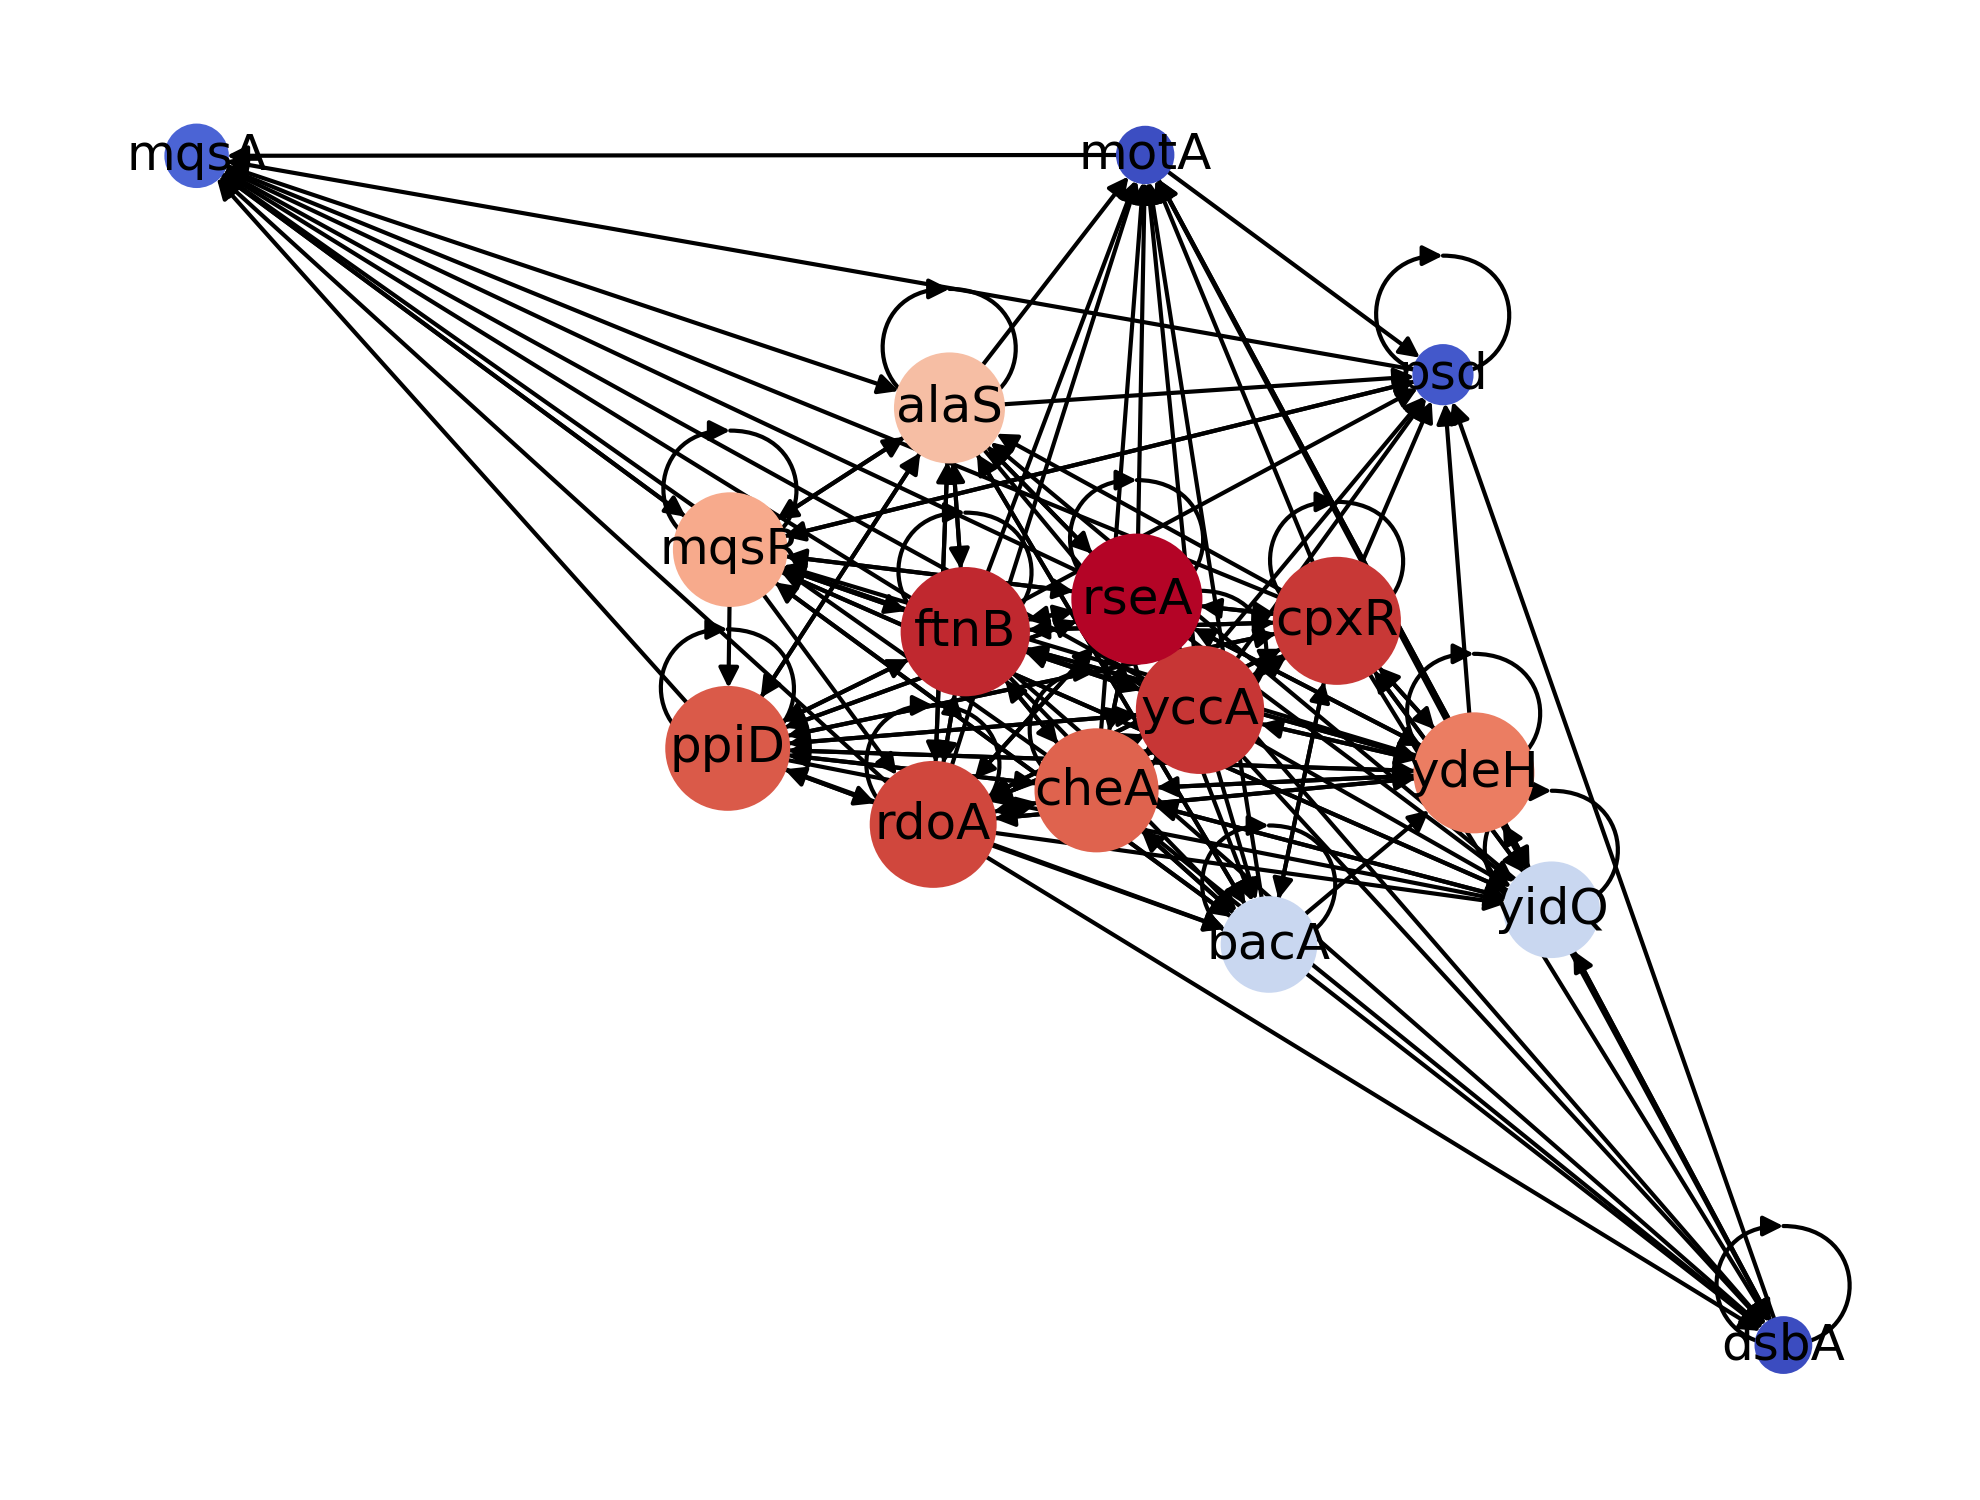 mqsA
motA
psd
alaS
mqsR
rseA
cpxR
ftnB
yccA
ppiD
ydeH
cheA
rdoA
yidQ
bacA
dsbA